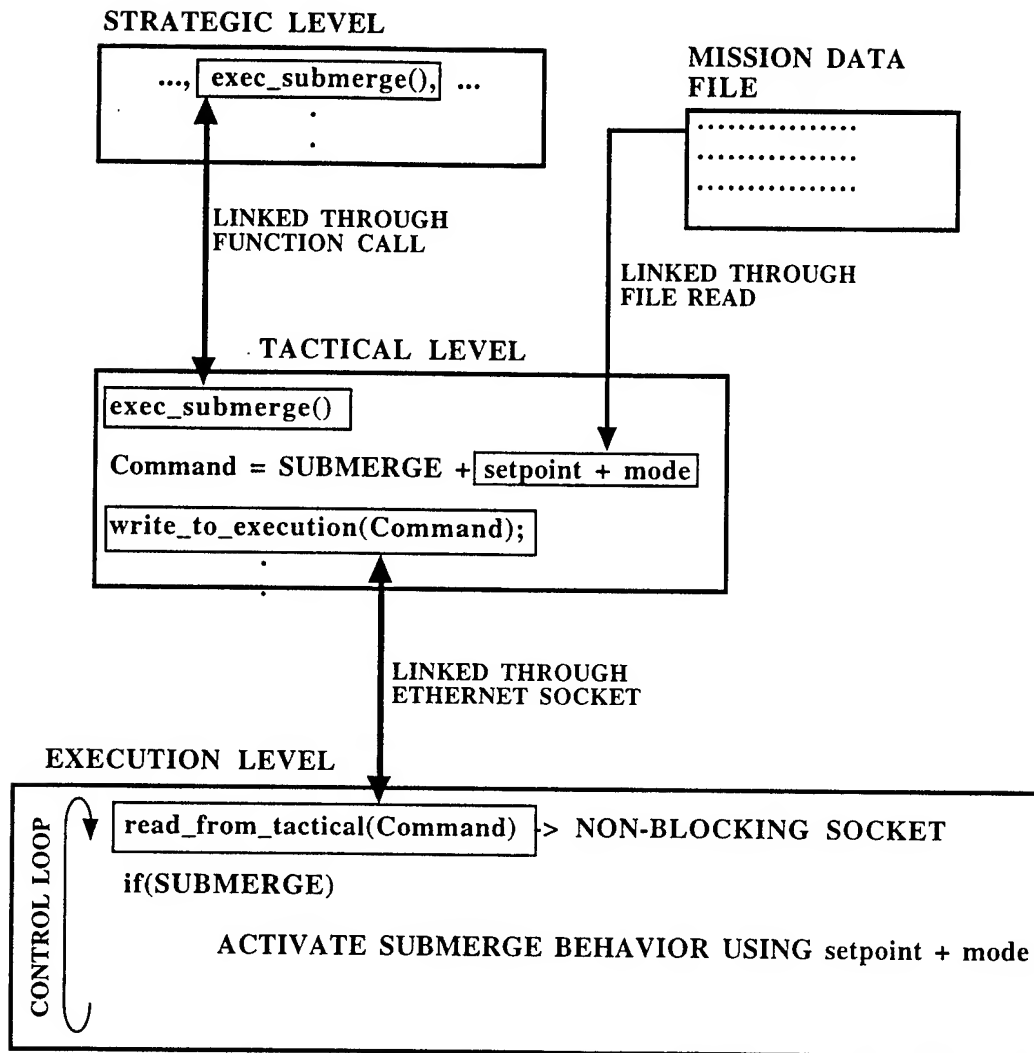 STRATEGIC LEVEL
..., exec_submerge(), ...
MISSION DATA
FILE
LINKED THROUGH
FUNCTION CALL
LINKED THROUGH
FILE READ
TACTICAL LEVEL
exec_submerge()
Command = SUBMERGE + setpoint + mode
write_to_execution(Command);
LINKED THROUGH
ETHERNET SOCKET
EXECUTION LEVEL
CONTROL LOOP
read_from_tactical(Command) -> NON-BLOCKING SOCKET
if(SUBMERGE)
ACTIVATE SUBMERGE BEHAVIOR USING setpoint + mode